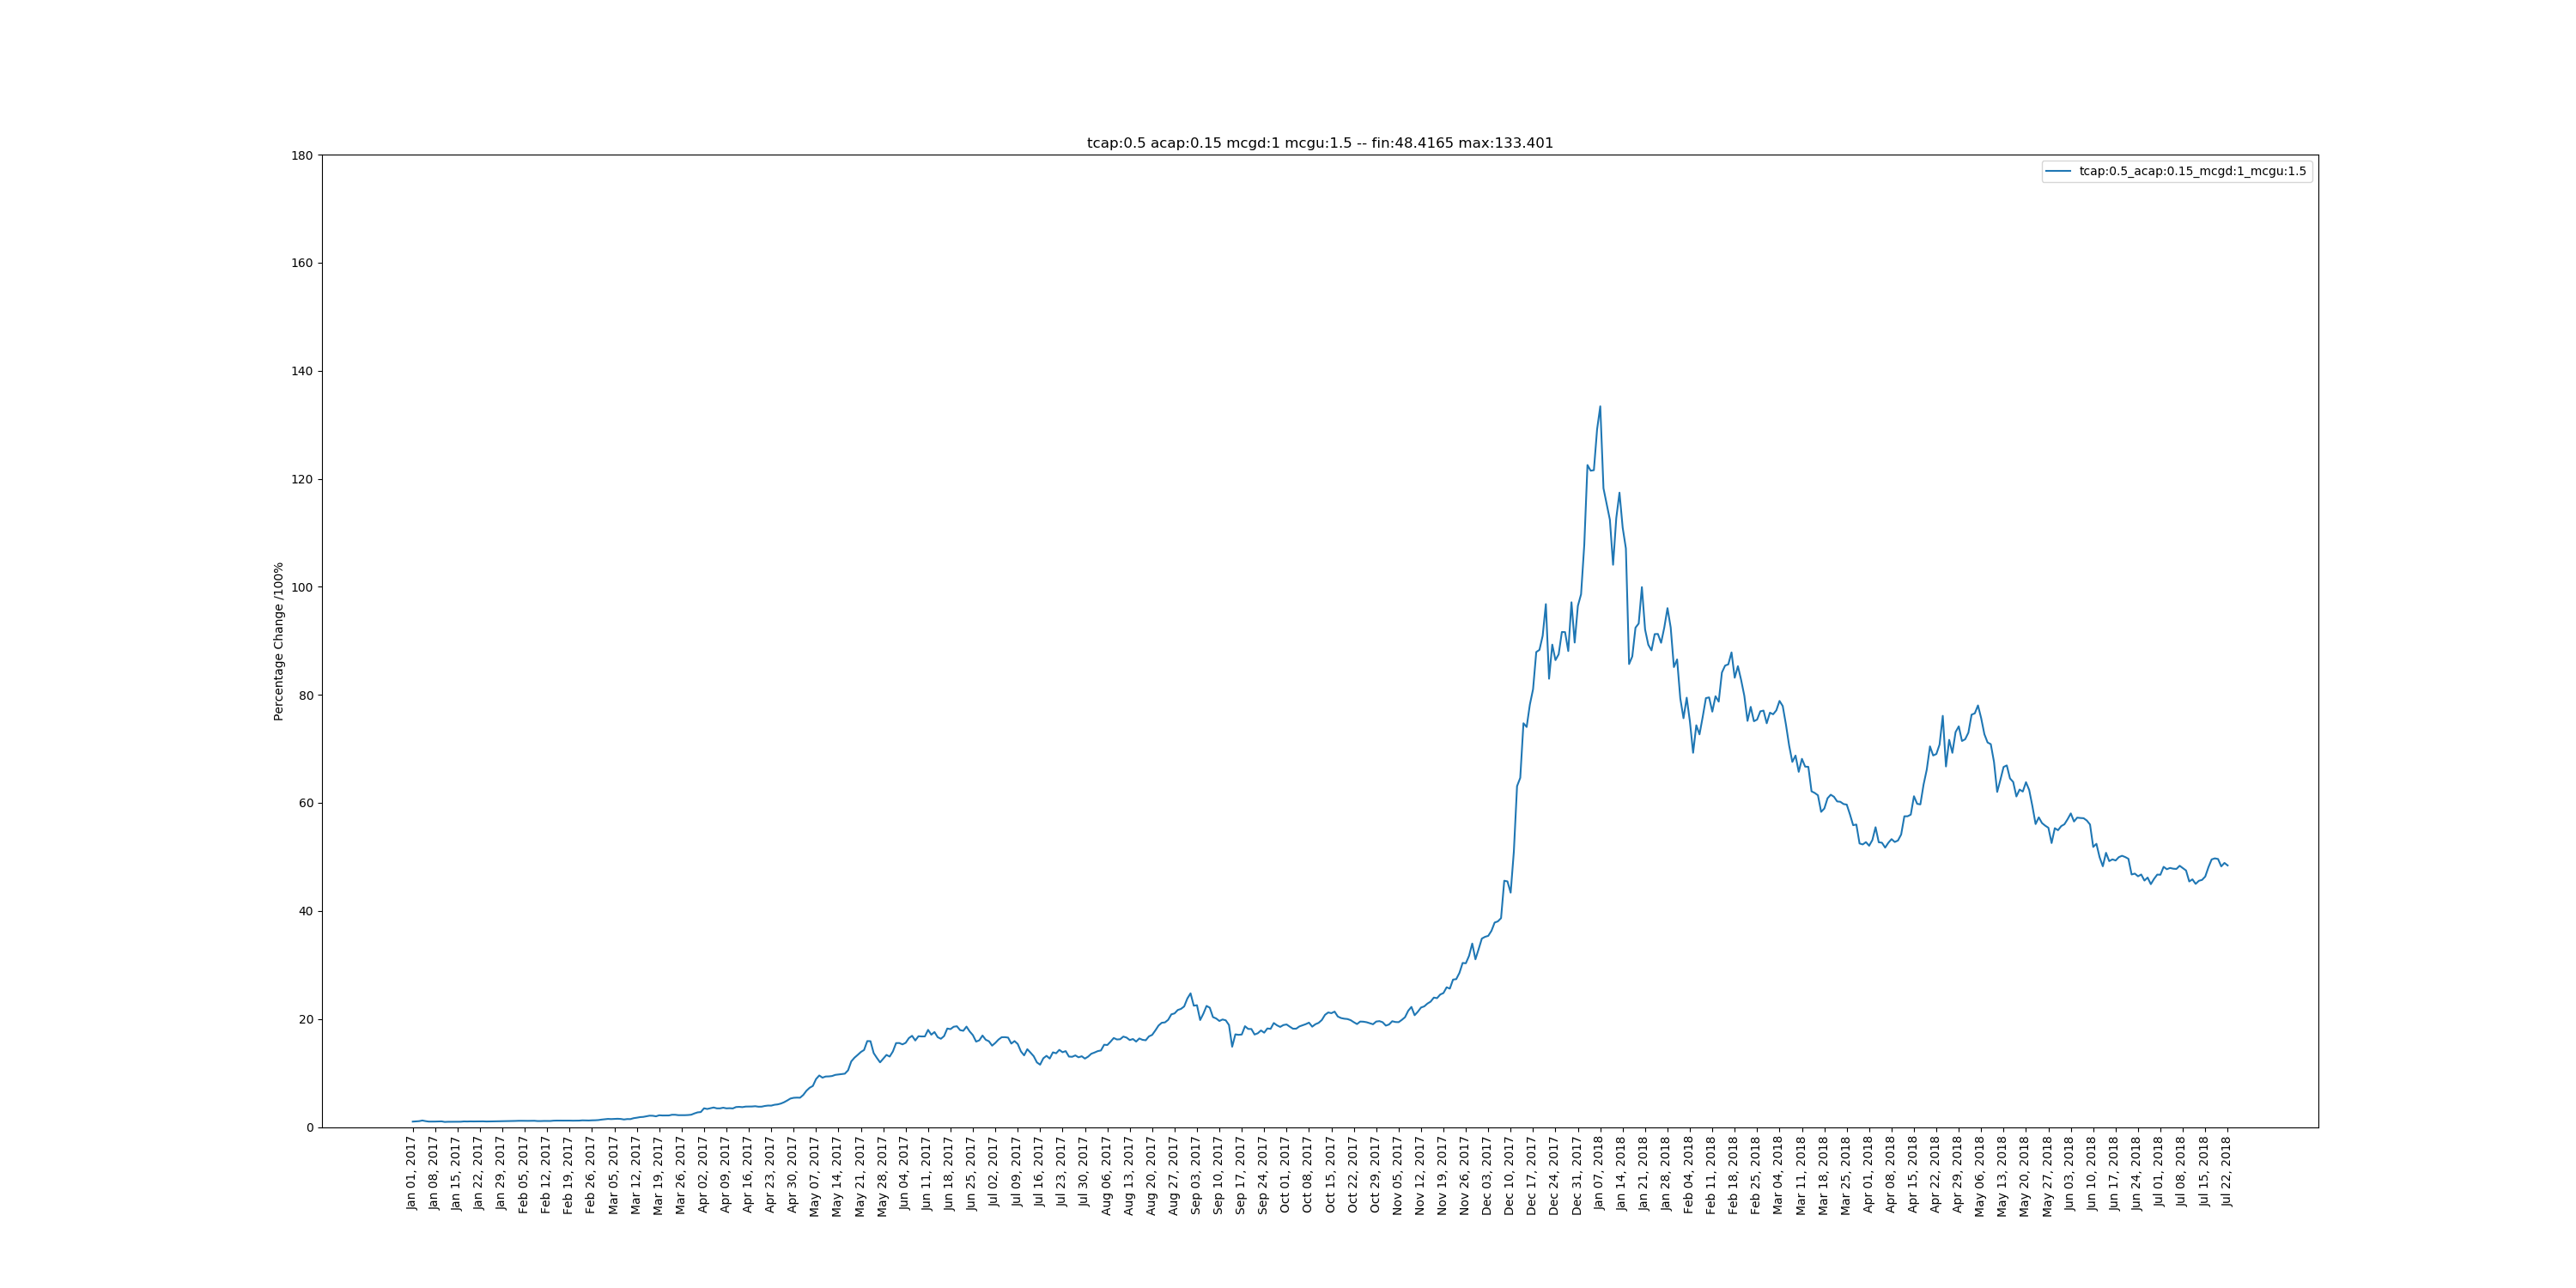 tcap:0.5 acap:0.15 mcgd:1 mcgu:1.5 -- fin:48.4165 max:133.401
tcap:0.5_acap:0.15_mcgd:1_mcgu:1.5
180
160
140
120
100
80
60
40
20
0
Percentage Change /100%
Jan 01, 2017
Jan 08, 2017
Jan 15, 2017
Jan 22, 2017
Jan 29, 2017
Feb 05, 2017
Feb 12, 2017
Feb 19, 2017
Feb 26, 2017
Mar 05, 2017
Mar 12, 2017
Mar 19, 2017
Mar 26, 2017
Apr 02, 2017
Apr 09, 2017
Apr 16, 2017
Apr 23, 2017
Apr 30, 2017
May 07, 2017
May 14, 2017
May 21, 2017
May 28, 2017
Jun 04, 2017
Jun 11, 2017
Jun 18, 2017
Jun 25, 2017
Jul 02, 2017
Jul 09, 2017
Jul 16, 2017
Jul 23, 2017
Jul 30, 2017
Aug 06, 2017
Aug 13, 2017
Aug 20, 2017
Aug 27, 2017
Sep 03, 2017
Sep 10, 2017
Sep 17, 2017
Sep 24, 2017
Oct 01, 2017
Oct 08, 2017
Oct 15, 2017
Oct 22, 2017
Oct 29, 2017
Nov 05, 2017
Nov 12, 2017
Nov 19, 2017
Nov 26, 2017
Dec 03, 2017
Dec 10, 2017
Dec 17, 2017
Dec 24, 2017
Dec 31, 2017
Jan 07, 2018
Jan 14, 2018
Jan 21, 2018
Jan 28, 2018
Feb 04, 2018
Feb 11, 2018
Feb 18, 2018
Feb 25, 2018
Mar 04, 2018
Mar 11, 2018
Mar 18, 2018
Mar 25, 2018
Apr 01, 2018
Apr 08, 2018
Apr 15, 2018
Apr 22, 2018
Apr 29, 2018
May 06, 2018
May 13, 2018
May 20, 2018
May 27, 2018
Jun 03, 2018
Jun 10, 2018
Jun 17, 2018
Jun 24, 2018
Jul 01, 2018
Jul 08, 2018
Jul 15, 2018
Jul 22, 2018